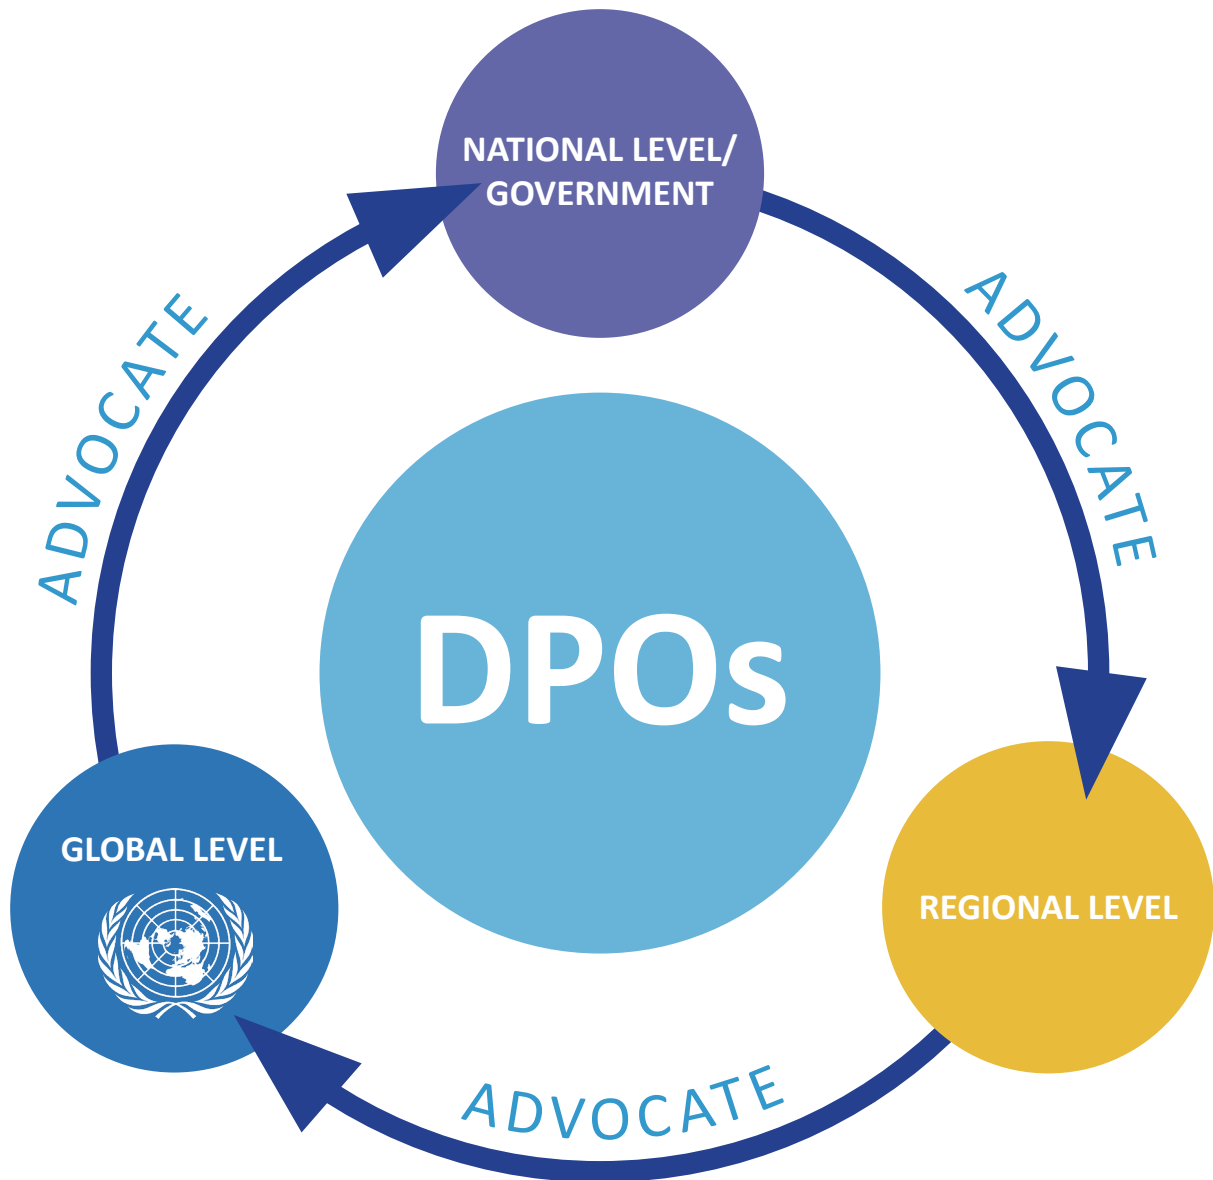 NATIONAL LEVEL/
GOVERNMENT
ADVOCATE
ADVOCATE
DPOs
GLOBAL LEVEL
REGIONAL LEVEL
ADVOCATE